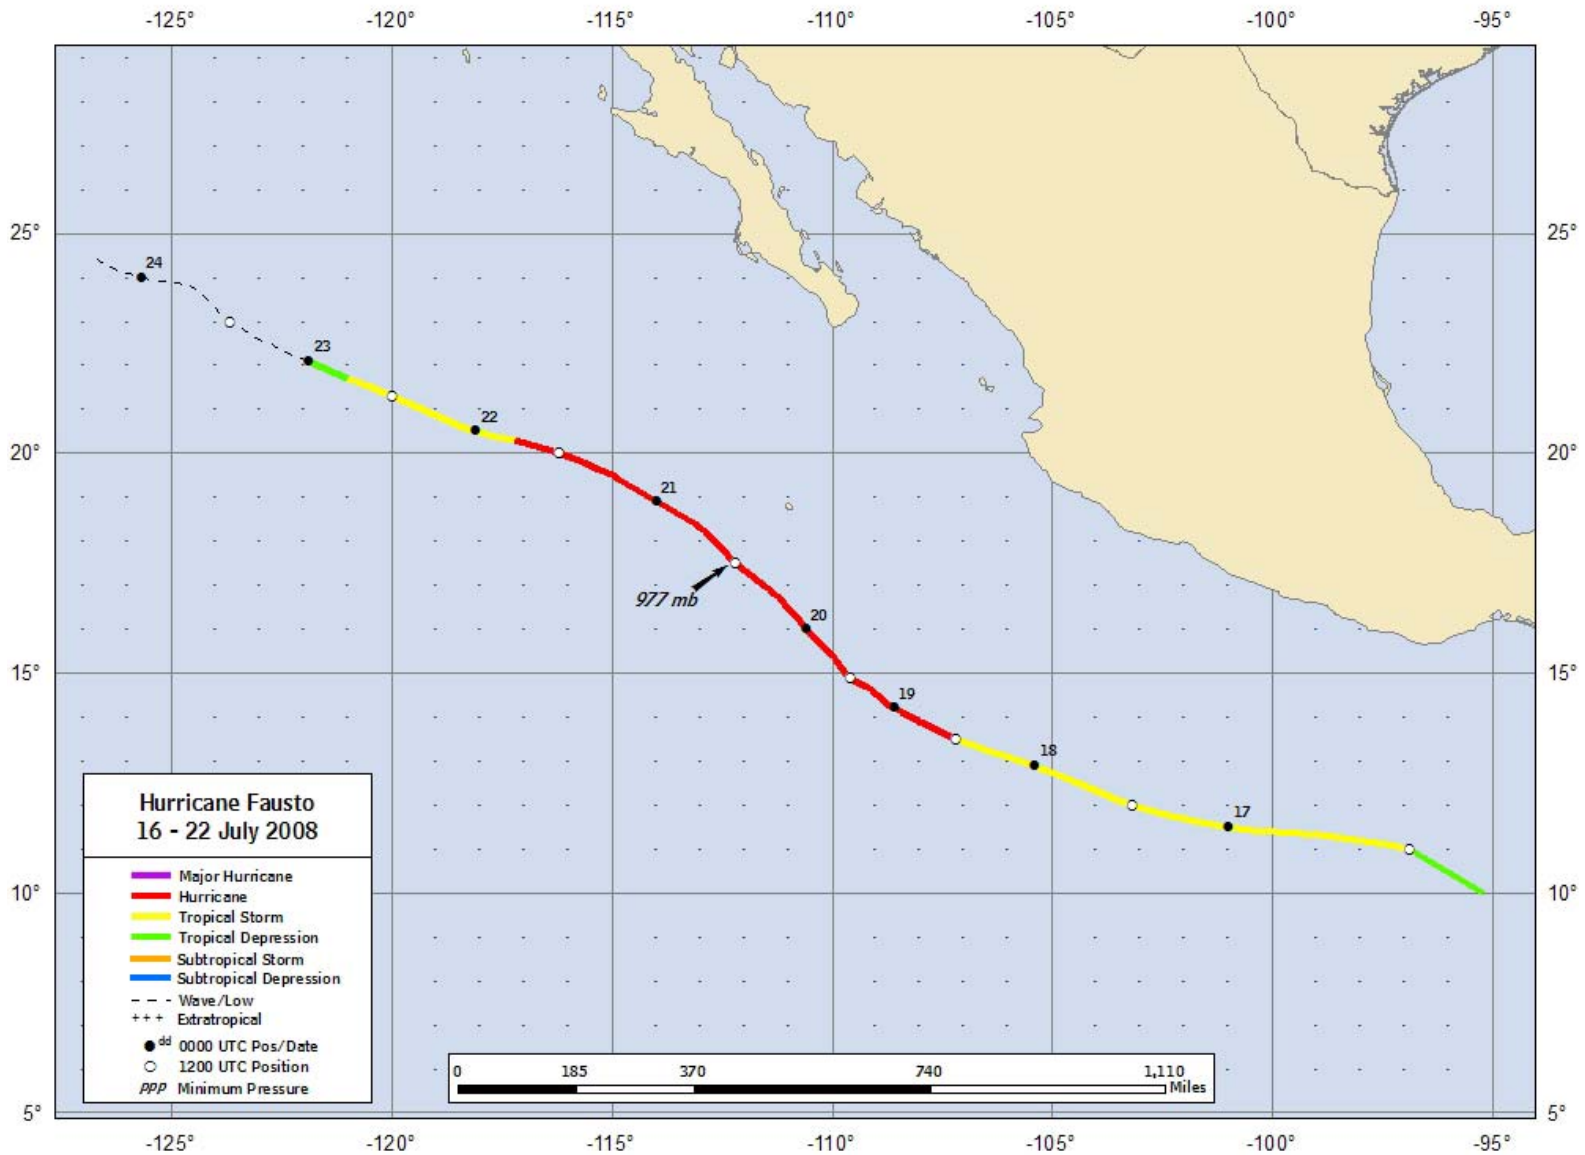 -125° -120° -115° -110° -105° -100° -95°
25° 25°
24
23
22
20° 20°
21
977 mb
20
15° 15°
19
18
17
Hurricane Fausto
16 - 22 July 2008
Major Hurricane
Hurricane
10° 10°
Tropical Storm
Tropical Depression
Subtropical Storm
Subtropical Depression
Wave/Low
+++ Extratropical
dd 0000 UTC Pos/Date
1200 UTC Position
ppp Minimum Pressure
0 185 370 740 1,110
Miles
5° 5°
-125° -120° -115° -110° -105° -100° -95°